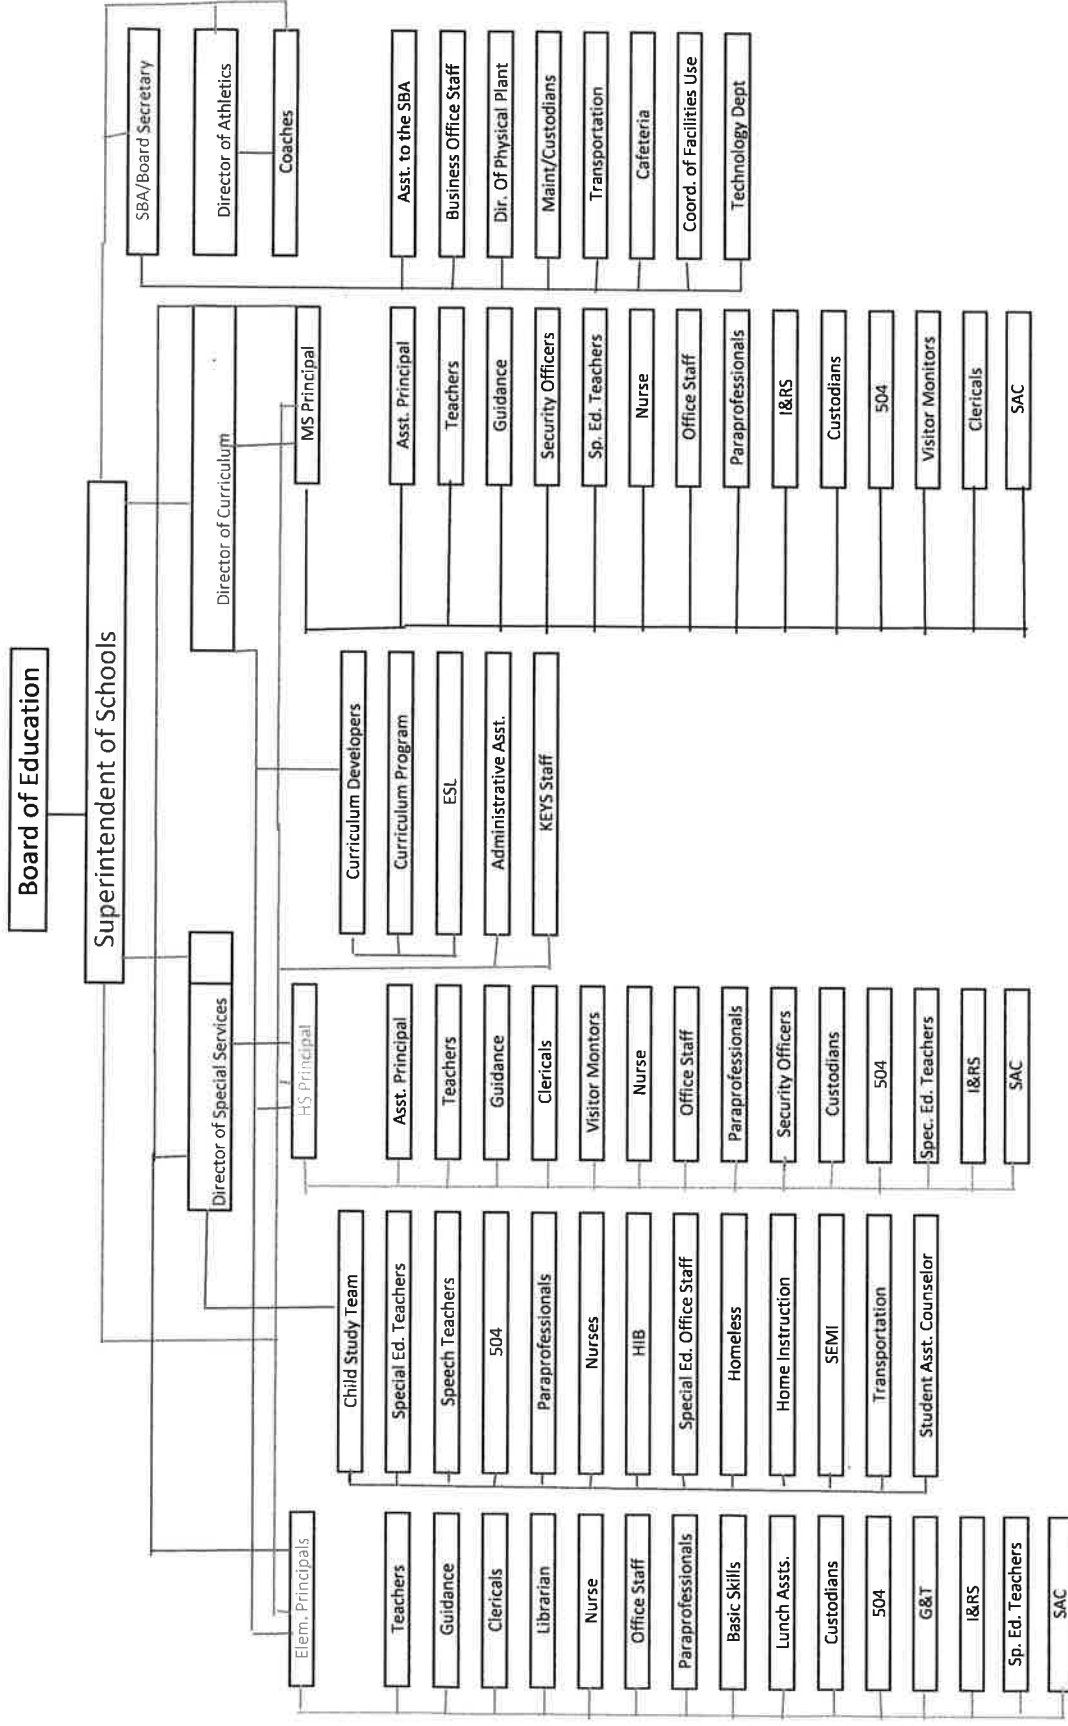 Board of Education
Superintendent of Schools
Director of Special Services
Director of Curriculum
SBA/Board Secretary
Director of Athletics
Coaches
Elem. Principals
Teachers
Guidance
Clericals
Librarian
Nurse
Office Staff
Paraprofessionals
Basic Skills
Lunch Assts.
Custodians
504
G&T
I&RS
Sp. Ed. Teachers
SAC
Child Study Team
Special Ed. Teachers
Speech Teachers
504
Paraprofessionals
Nurses
HIB
Special Ed. Office Staff
Homeless
Home Instruction
SEMI
Transportation
Student Asst. Counselor
HS Principal
Asst. Principal
Teachers
Guidance
Clericals
Visitor Montors
Nurse
Office Staff
Paraprofessionals
Security Officers
Custodians
504
Spec. Ed. Teachers
I&RS
SAC
Curriculum Developers
Curriculum Program
ESL
Administrative Asst.
KEYS Staff
MS Principal
Asst. Principal
Teachers
Guidance
Security Officers
Sp. Ed. Teachers
Nurse
Office Staff
Paraprofessionals
I&RS
Custodians
504
Visitor Monitors
Clericals
SAC
Asst. to the SBA
Business Office Staff
Dir. Of Physical Plant
Maint/Custodians
Transportation
Cafeteria
Coord. of Facilities Use
Technology Dept